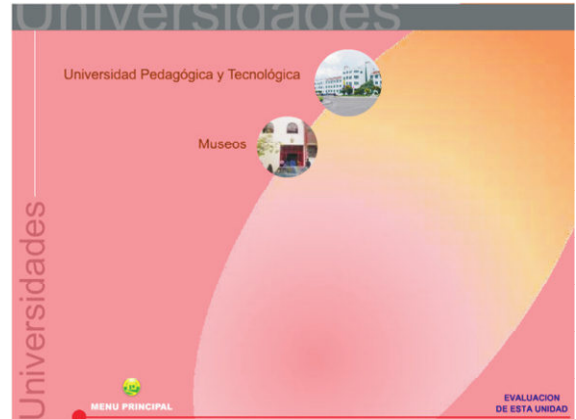 Universidades
Universidad Pedagógica y Tecnológica
Museos
Universidades
MENU PRINCIPAL
EVALUACION
DE ESTA UNIDAD